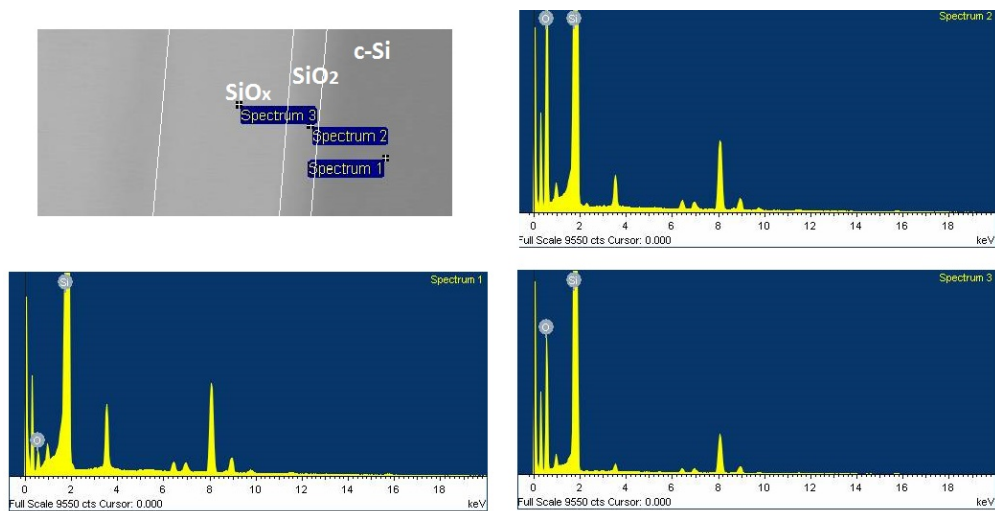 c-Si
SiO2
SiOx
Spectrum 3
Spectrum 2
Spectrum 1
Spectrum 2
O
Si
0 2 4 6 8 10 12 14 16 18
Full Scale 9550 cts Cursor: 0.000
keV
Spectrum 1
Si
O
0 2 4 6 8 10 12 14 16 18
Full Scale 9550 cts Cursor: 0.000
keV
Spectrum 3
Si
O
0 2 4 6 8 10 12 14 16 18
Full Scale 9550 cts Cursor: 0.000
keV